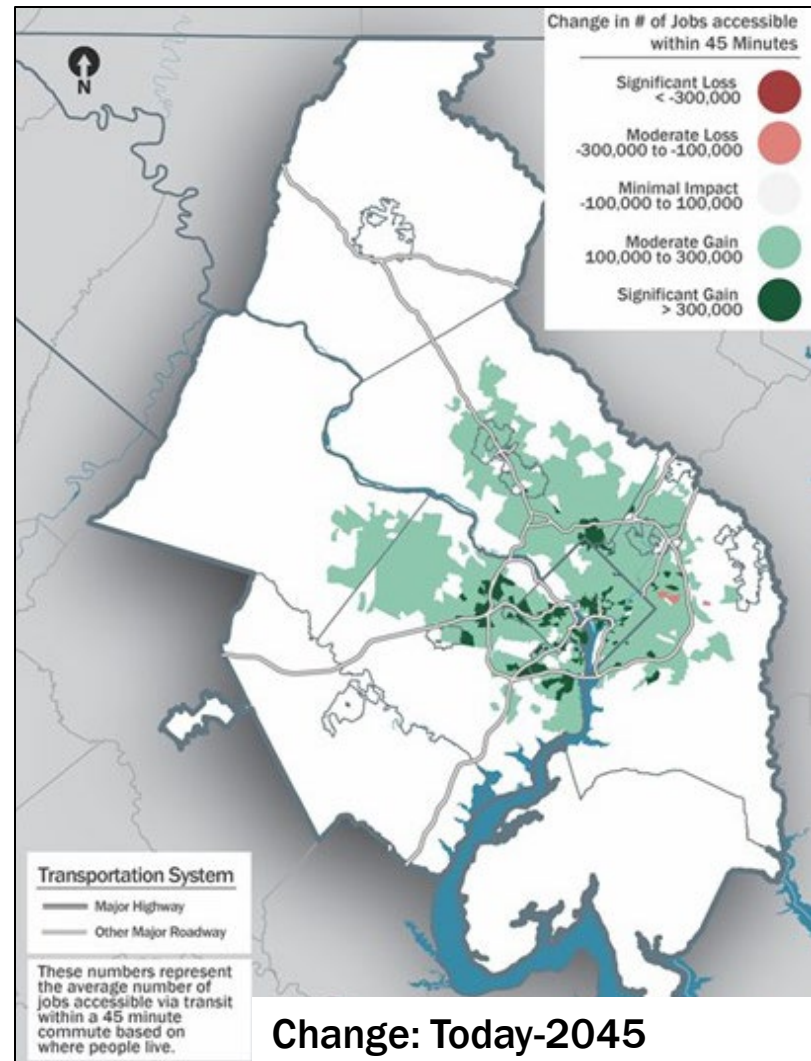 Change in # of Jobs accessible
within 45 Minutes
Significant Loss
< -300,000
Moderate Loss
-300,000 to -100,000
Minimal Impact
-100,000 to 100,000
Moderate Gain
100,000 to 300,000
Significant Gain
> 300,000
N
Transportation System
Major Highway
Other Major Roadway
These numbers represent
the average number of
jobs accessible via transit
within a 45 minute
commute based on
where people live.
Change: Today-2045